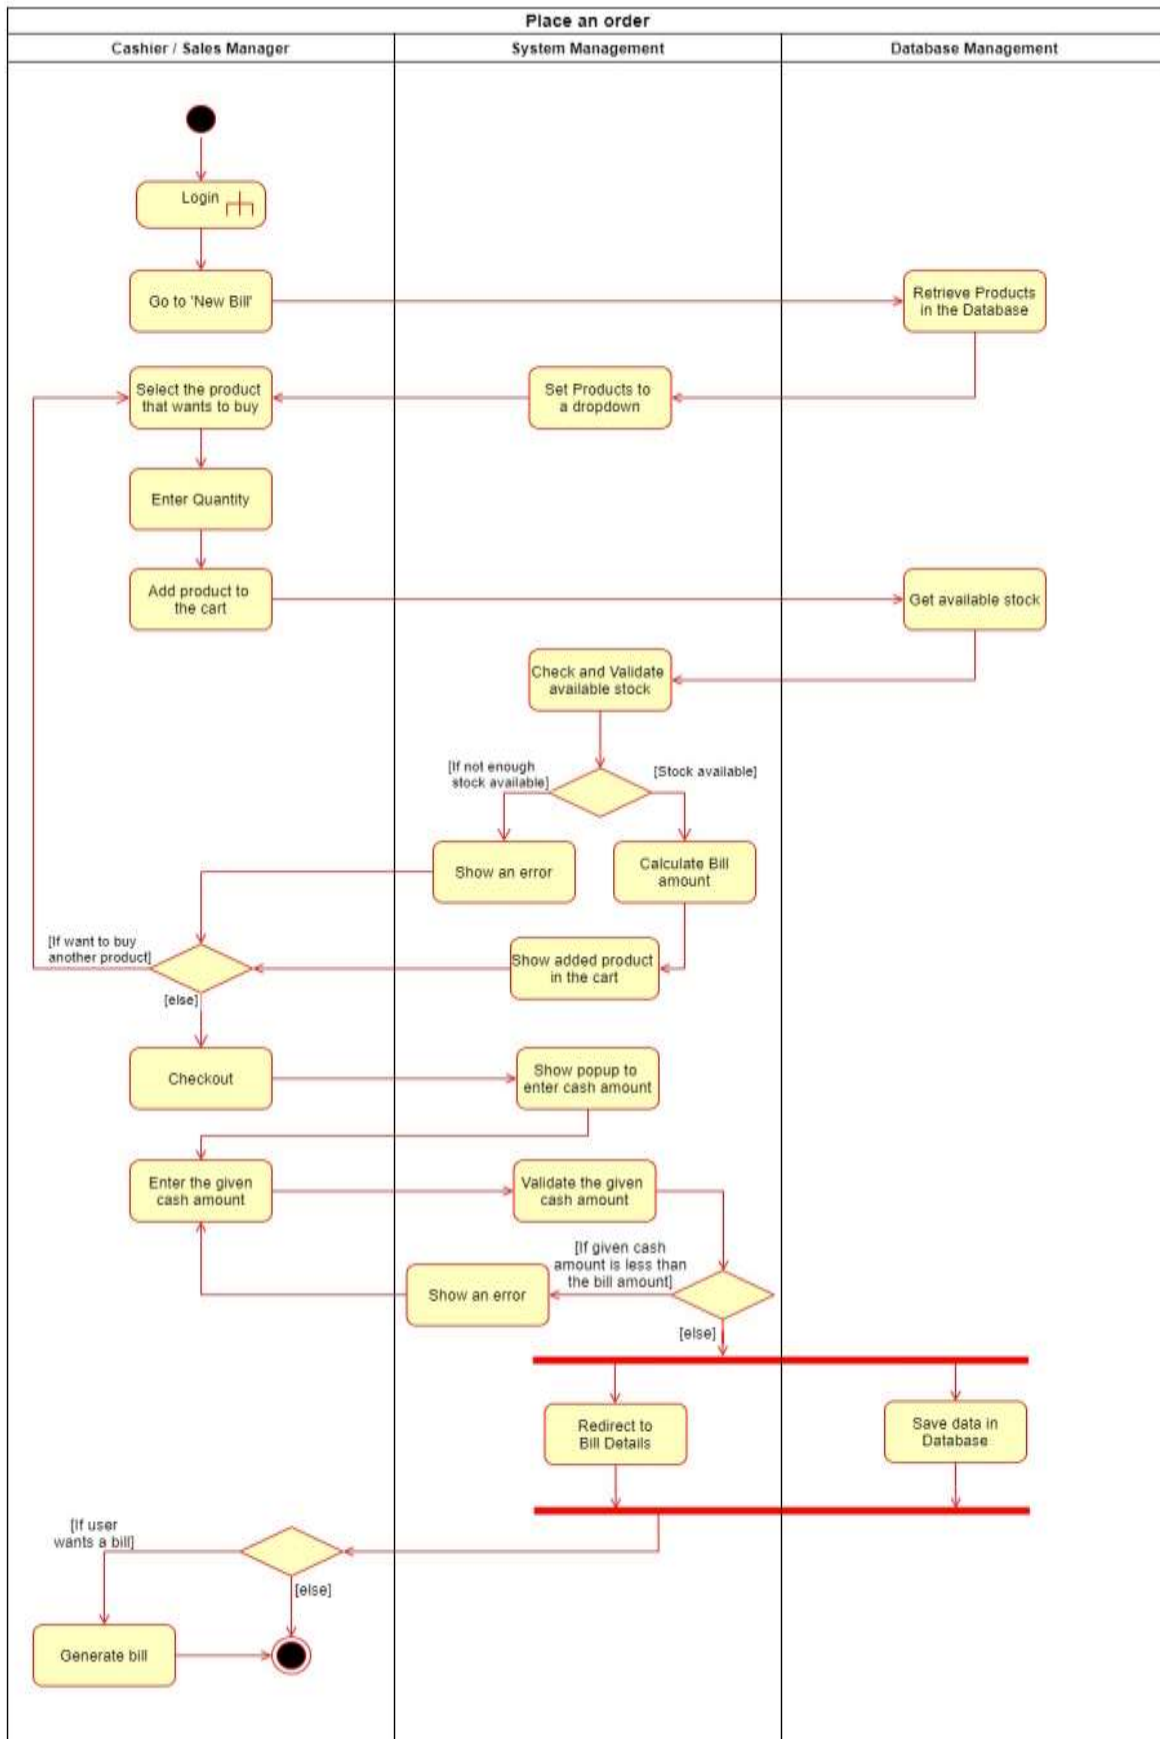 Place an order
Cashier / Sales Manager
System Management
Database Management
Login
Go to 'New Bill'
Retrieve Products
in the Database
Select the product
that wants to buy
Set Products to
a dropdown
Enter Quantity
Add product to
the cart
Get available stock
Check and Validate
available stock
[If not enough
stock available]
[Stock available]
Show an error
Calculate Bill
amount
[If want to buy
another product]
Show added product
in the cart
[else]
Checkout
Show popup to
enter cash amount
Enter the given
cash amount
Validate the given
cash amount
[If given cash
amount is less than
the bill amount]
Show an error
[else]
Redirect to
Bill Details
Save data in
Database
[If user
wants a bill]
[else]
Generate bill